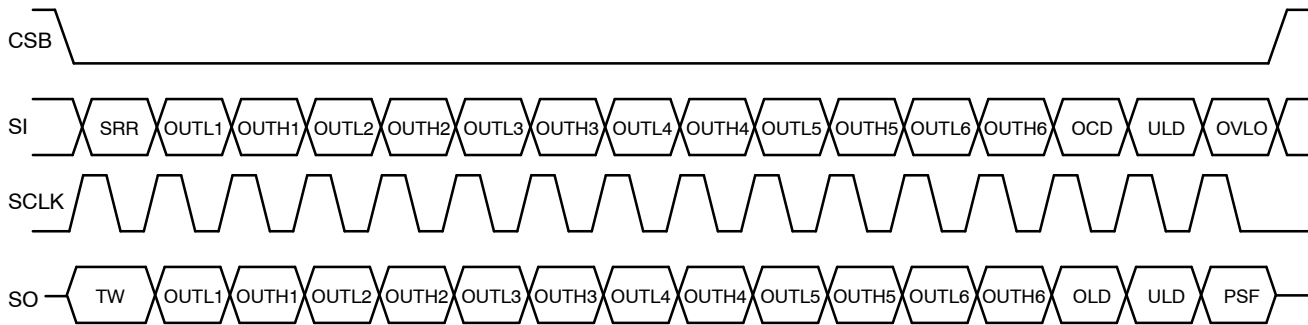 CSB
SI SRR OUTL1 OUTH1 OUTL2 OUTH2 OUTL3 OUTH3 OUTL4 OUTH4 OUTL5 OUTH5 OUTL6 OUTH6 OCD ULD OVLO
SCLK
SO TW OUTL1 OUTH1 OUTL2 OUTH2 OUTL3 OUTH3 OUTL4 OUTH4 OUTL5 OUTH5 OUTL6 OUTH6 OLD ULD PSF